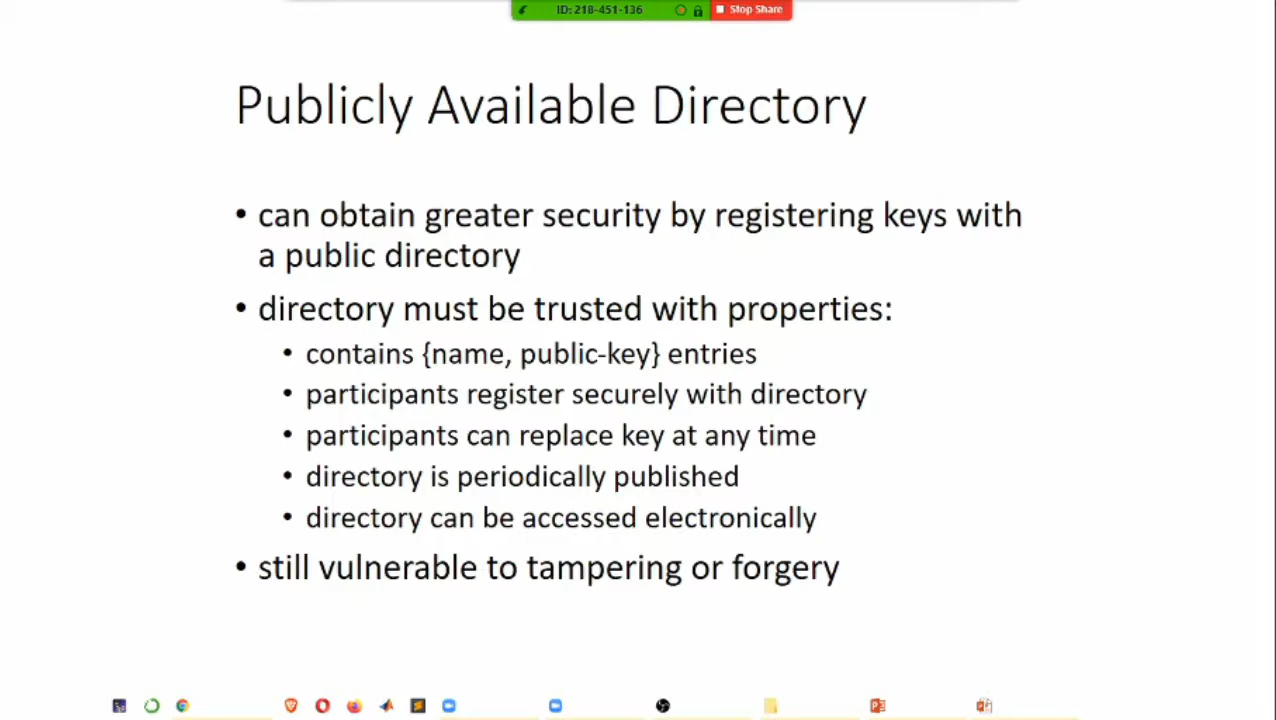 ID: 218-451-136 Stop Share
Publicly Available Directory
• can obtain greater security by registering keys with
a public directory
• directory must be trusted with properties:
• contains {name, public-key} entries
• participants register securely with directory
• participants can replace key at any time
• directory is periodically published
• directory can be accessed electronically
• still vulnerable to tampering or forgery